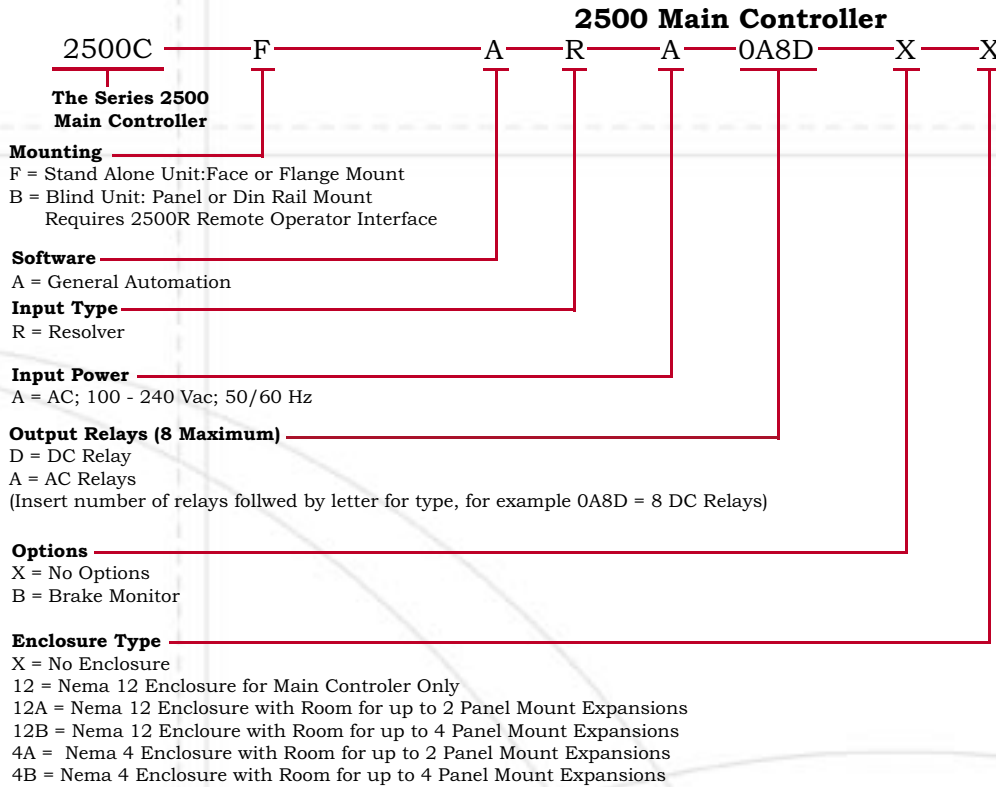 2500 Main Controller
2500C F A R A 0A8D X X
The Series 2500
Main Controller
Mounting
F = Stand Alone Unit:Face or Flange Mount
B = Blind Unit: Panel or Din Rail Mount
Requires 2500R Remote Operator Interface
Software
A = General Automation
Input Type
R = Resolver
Input Power
A = AC; 100 - 240 Vac; 50/60 Hz
Output Relays (8 Maximum)
D = DC Relay
A = AC Relays
(Insert number of relays follwed by letter for type, for example 0A8D = 8 DC Relays)
Options
X = No Options
B = Brake Monitor
Enclosure Type
X = No Enclosure
12 = Nema 12 Enclosure for Main Controler Only
12A = Nema 12 Enclosure with Room for up to 2 Panel Mount Expansions
12B = Nema 12 Encloure with Room for up to 4 Panel Mount Expansions
4A = Nema 4 Enclosure with Room for up to 2 Panel Mount Expansions
4B = Nema 4 Enclosure with Room for up to 4 Panel Mount Expansions